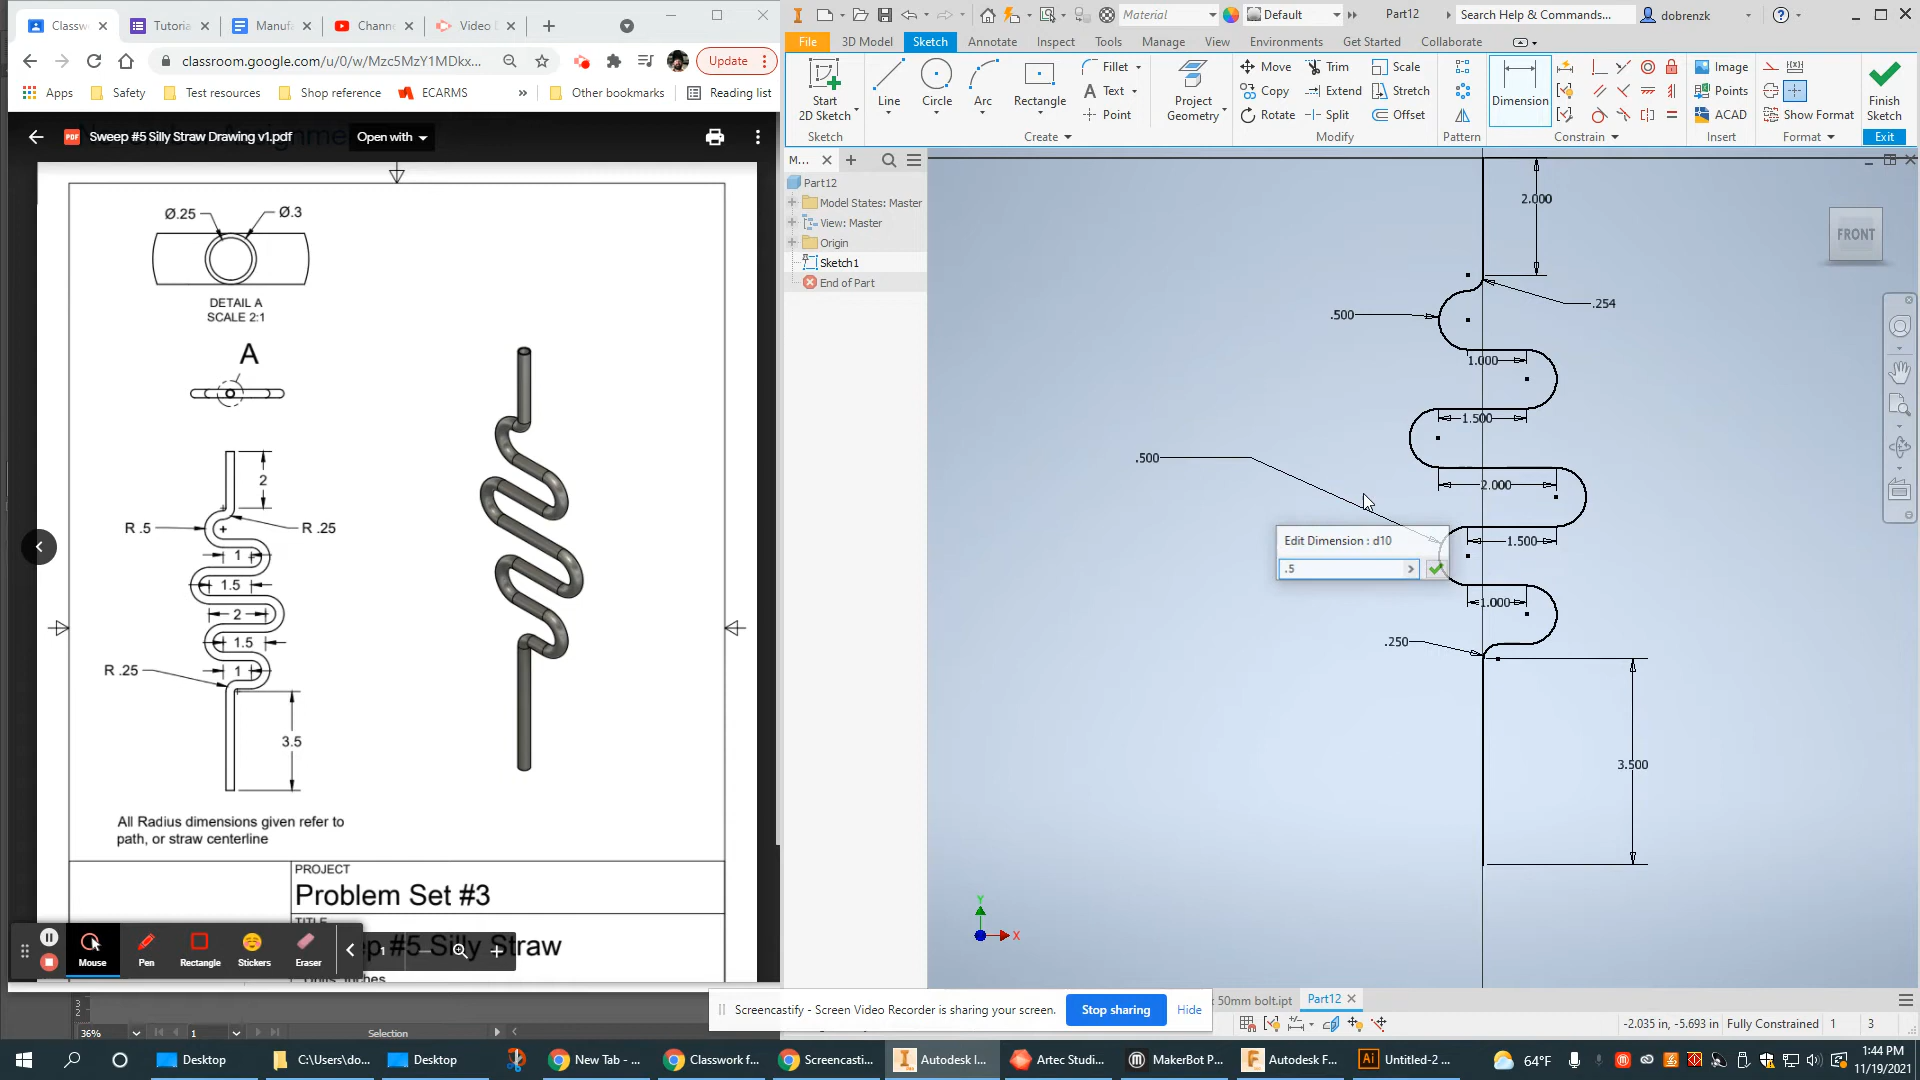 Classw
Tutoria
Manufa
Channe
Video D
classroom.google.com/u/0/w/Mzc5MzY1MDkx...
Update
Apps
Safety
Test resources
Shop reference
ECARMS
»
Other bookmarks
Reading list
Sweep #5 Silly Straw Drawing v1.pdf
Open with
Ø.25
Ø.3
DETAIL A
SCALE 2:1
A
2
R .5
R .25
1
1.5
2
1.5
R .25
1
3.5
All Radius dimensions given refer to
path, or straw centerline
PROJECT
Problem Set #3
TITLE
ep #5 Silly Straw
Mouse
Pen
Rectangle
Stickers
Eraser
1
36%
1
Selection
Material
Default
Part12
Search Help & Commands...
dobrenzk
File
3D Model
Sketch
Annotate
Inspect
Tools
Manage
View
Environments
Get Started
Collaborate
Start
2D Sketch
Line
Circle
Arc
Rectangle
Fillet
Text
Point
Project
Geometry
Move
Copy
Rotate
Trim
Extend
Split
Scale
Stretch
Offset
Dimension
Image
Points
ACAD
Show Format
Finish
Sketch
Sketch
Create
Modify
Pattern
Constrain
Insert
Format
Exit
M...
Part12
Model States: Master
View: Master
Origin
Sketch1
End of Part
2.000
FRONT
.500
.254
1.000
1.500
.500
2.000
Edit Dimension : d10
.5
1.500
1.000
.250
3.500
Y
X
Screencastify - Screen Video Recorder is sharing your screen.
Stop sharing
Hide
x 50mm bolt.ipt
Part12
-2.035 in, -5.693 in
Fully Constrained
1
3
Desktop
C:\Users\do...
Desktop
New Tab - ...
Classwork f...
Screencasti...
Autodesk I...
Artec Studi...
MakerBot P...
Autodesk F...
Untitled-2 ...
64°F
1:44 PM
11/19/2021